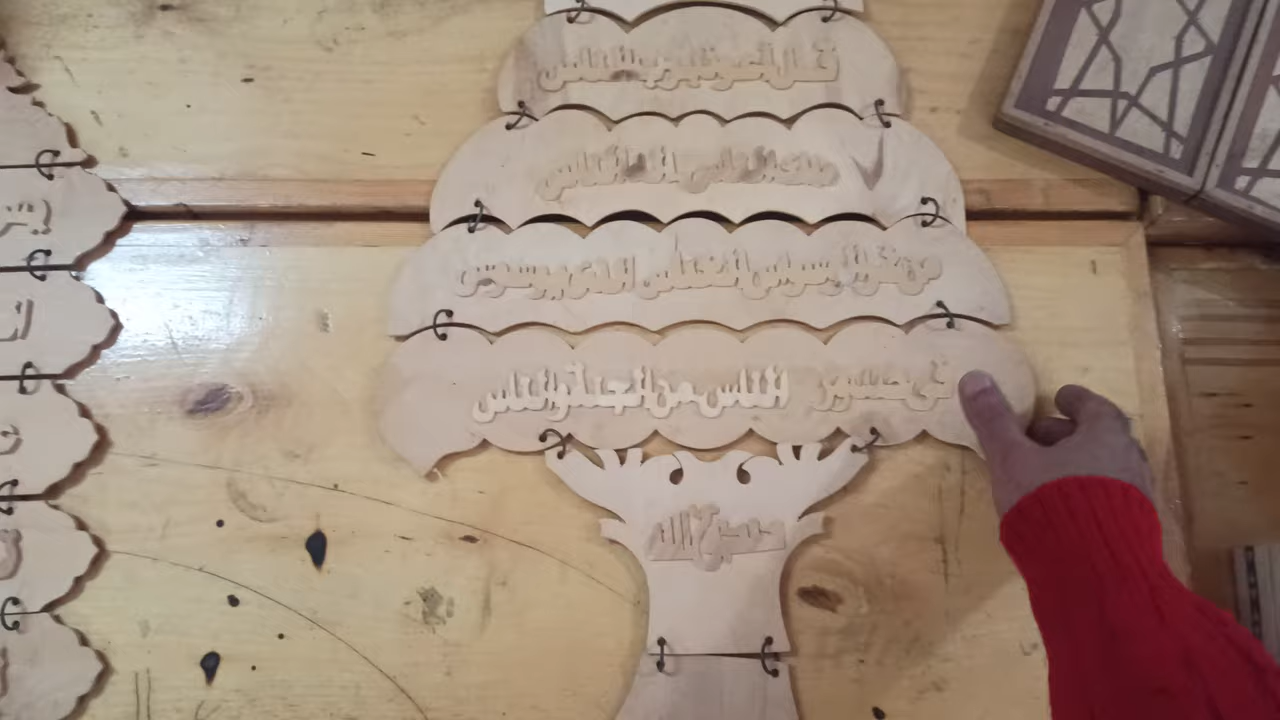 قل أعوذ برب الناس
ملك الناس إله الناس
من شر الوسواس الخناس الذي يوسوس
في صدور الناس من الجنة والناس
صدق الله